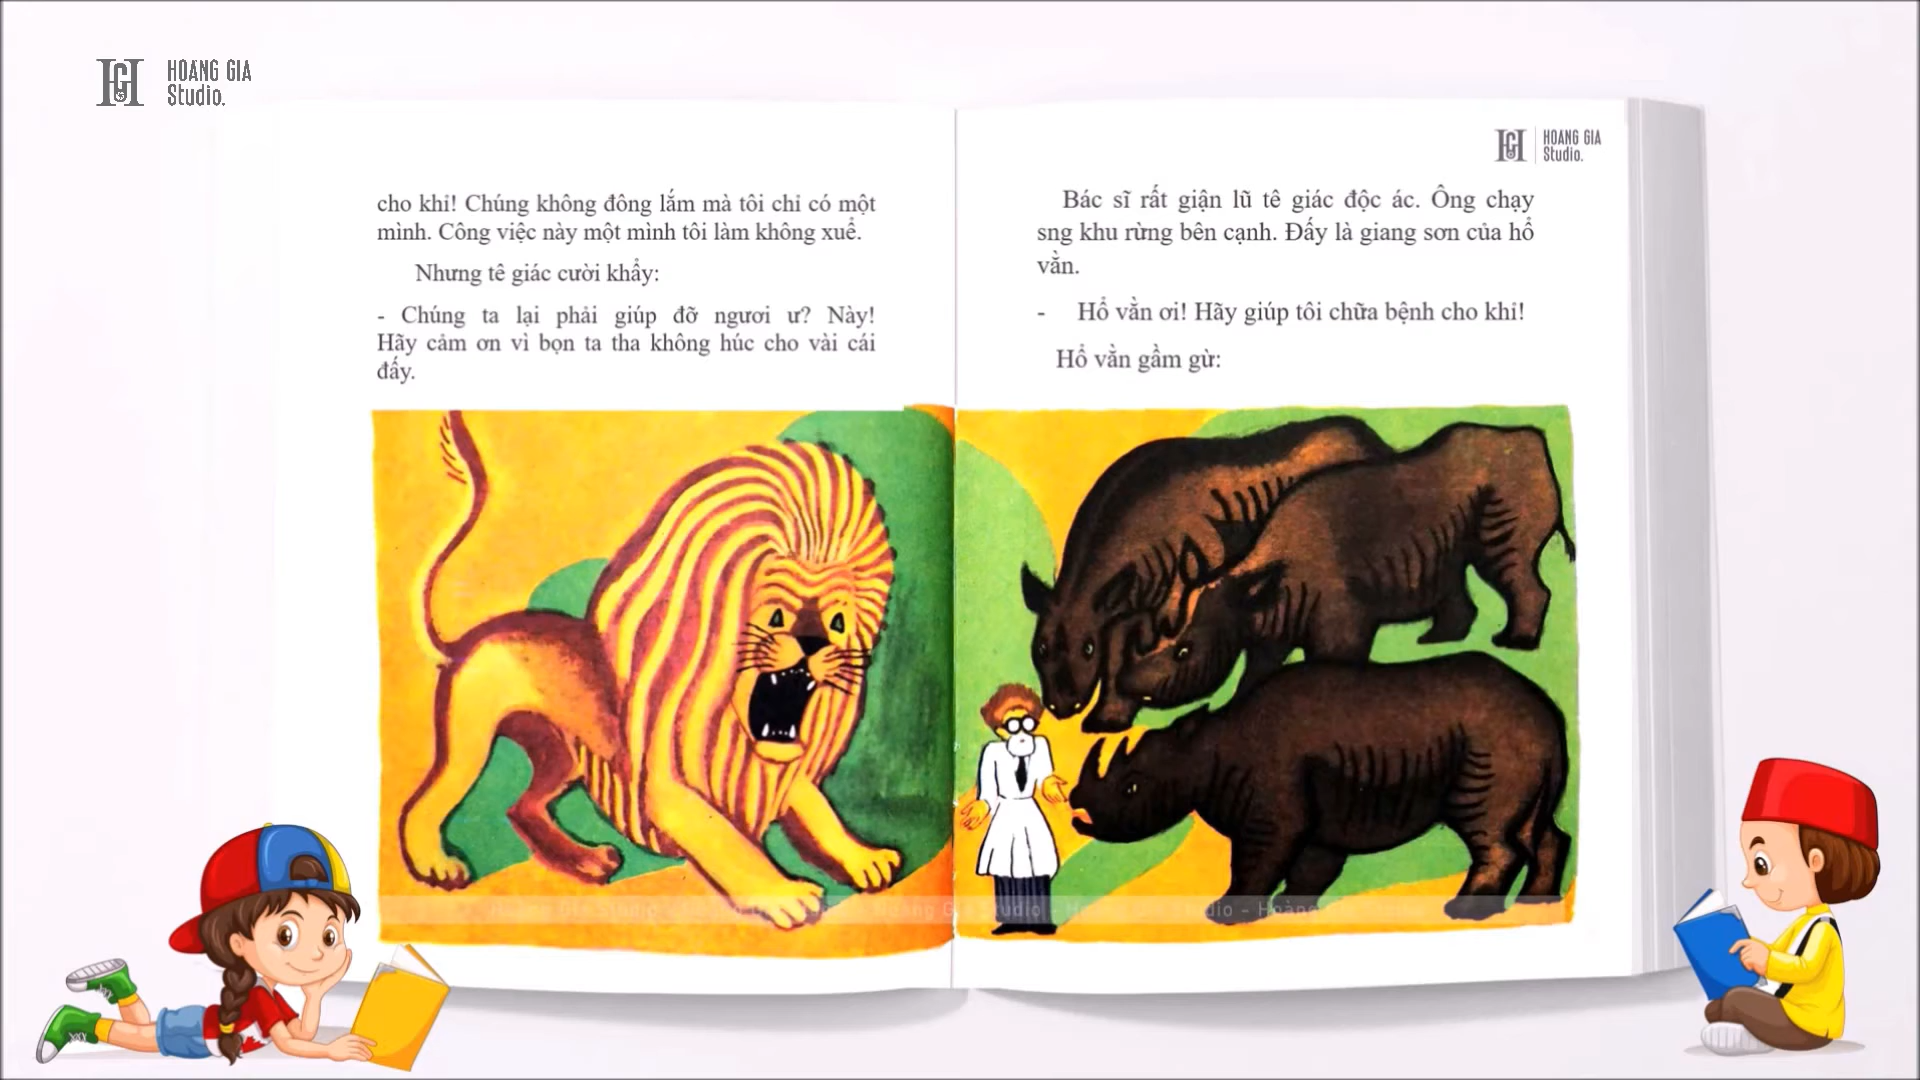 HOANG GIA
Studio.
HOANG GIA
Studio.
cho khỉ! Chúng không đông lắm mà tôi chỉ có một
mình. Công việc này một mình tôi làm không xuể.
Nhưng tê giác cười khẩy:
- Chúng ta lại phải giúp đỡ ngươi ư? Này!
Hãy cảm ơn vì bọn ta tha không húc cho vài cái
đấy.
Bác sĩ rất giận lũ tê giác độc ác. Ông chạy
sng khu rừng bên cạnh. Đấy là giang sơn của hổ
vằn.
- Hổ vằn ơi! Hãy giúp tôi chữa bệnh cho khỉ!
Hổ vằn gầm gừ: